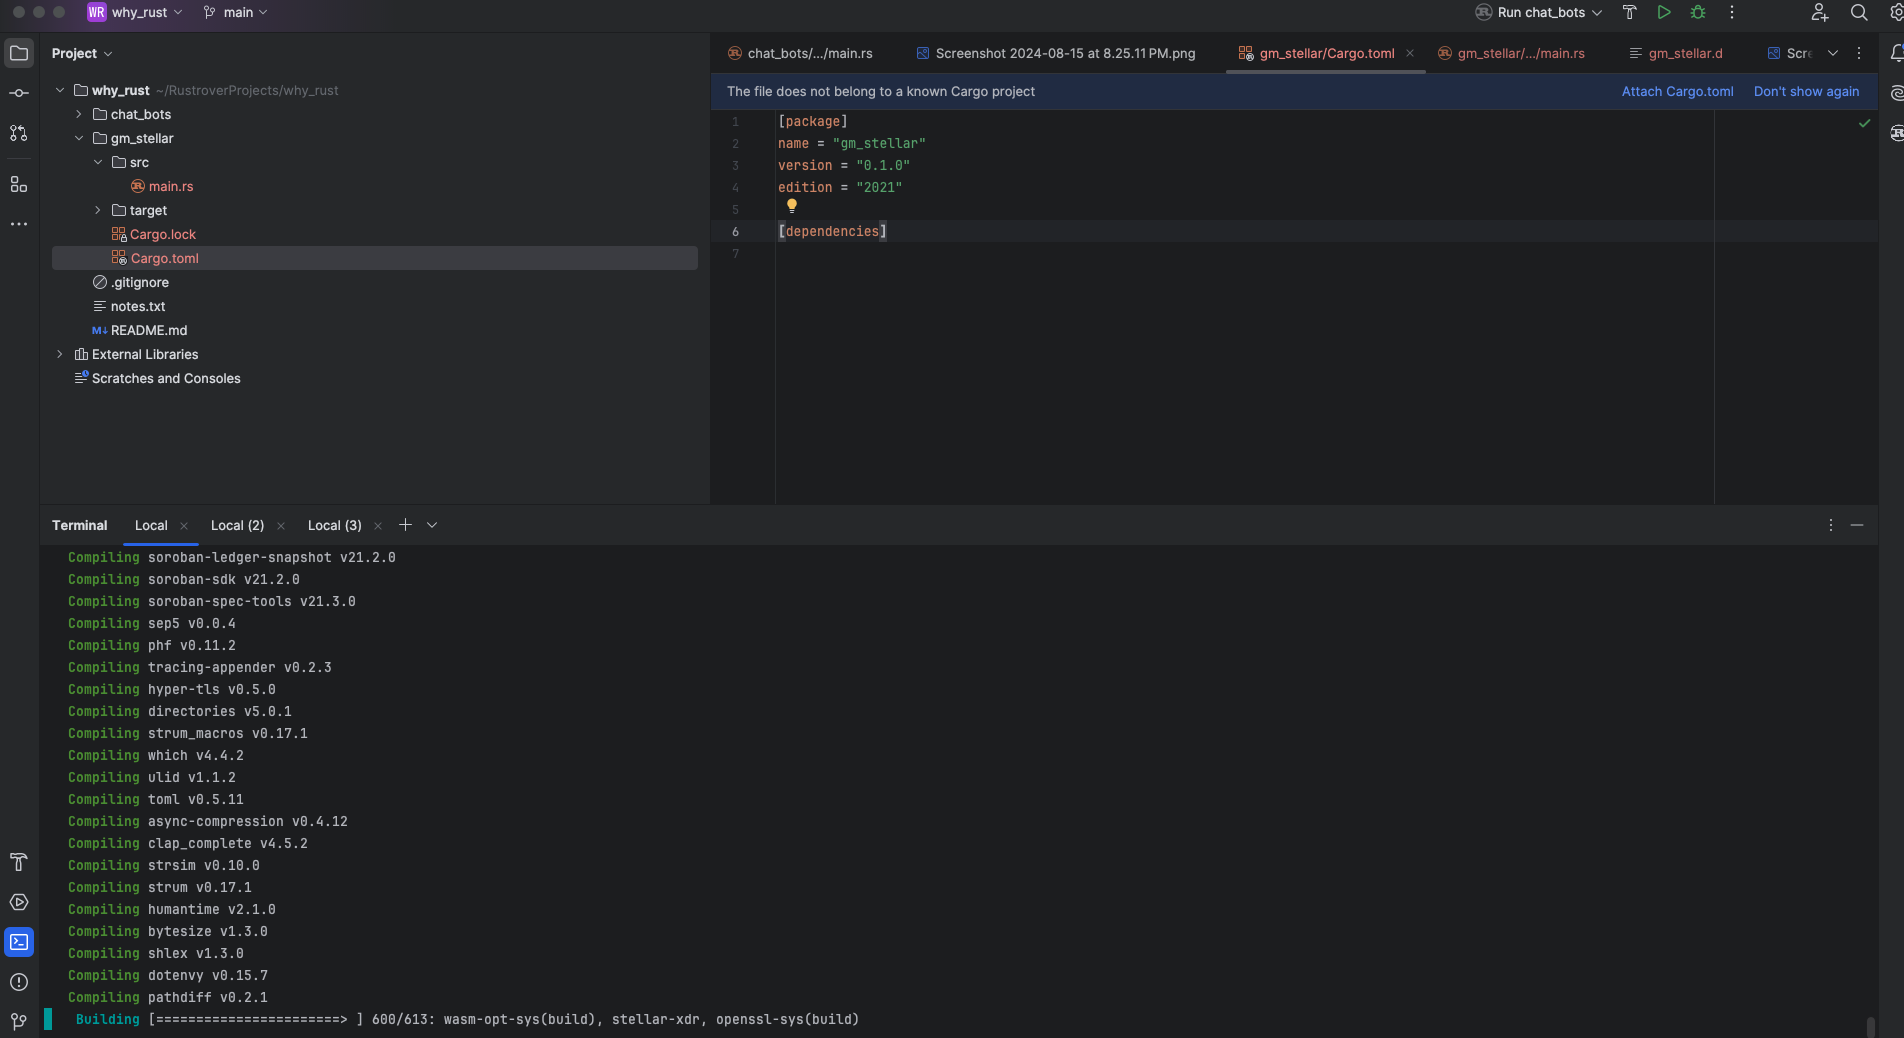 WR why_rust main Run chat_bots
Project
why_rust ~/RustroverProjects/why_rust
chat_bots
gm_stellar
src
main.rs
target
Cargo.lock
Cargo.toml
.gitignore
notes.txt
M↓ README.md
External Libraries
Scratches and Consoles
chat_bots/.../main.rs Screenshot 2024-08-15 at 8.25.11 PM.png gm_stellar/Cargo.toml gm_stellar/.../main.rs gm_stellar.d Scre
The file does not belong to a known Cargo project Attach Cargo.toml Don't show again
1 [package]
2 name = "gm_stellar"
3 version = "0.1.0"
4 edition = "2021"
5
6 [dependencies]
7
Terminal Local Local (2) Local (3)
Compiling soroban-ledger-snapshot v21.2.0
Compiling soroban-sdk v21.2.0
Compiling soroban-spec-tools v21.3.0
Compiling sep5 v0.0.4
Compiling phf v0.11.2
Compiling tracing-appender v0.2.3
Compiling hyper-tls v0.5.0
Compiling directories v5.0.1
Compiling strum_macros v0.17.1
Compiling which v4.4.2
Compiling ulid v1.1.2
Compiling toml v0.5.11
Compiling async-compression v0.4.12
Compiling clap_complete v4.5.2
Compiling strsim v0.10.0
Compiling strum v0.17.1
Compiling humantime v2.1.0
Compiling bytesize v1.3.0
Compiling shlex v1.3.0
Compiling dotenvy v0.15.7
Compiling pathdiff v0.2.1
Building [=======================> ] 600/613: wasm-opt-sys(build), stellar-xdr, openssl-sys(build)